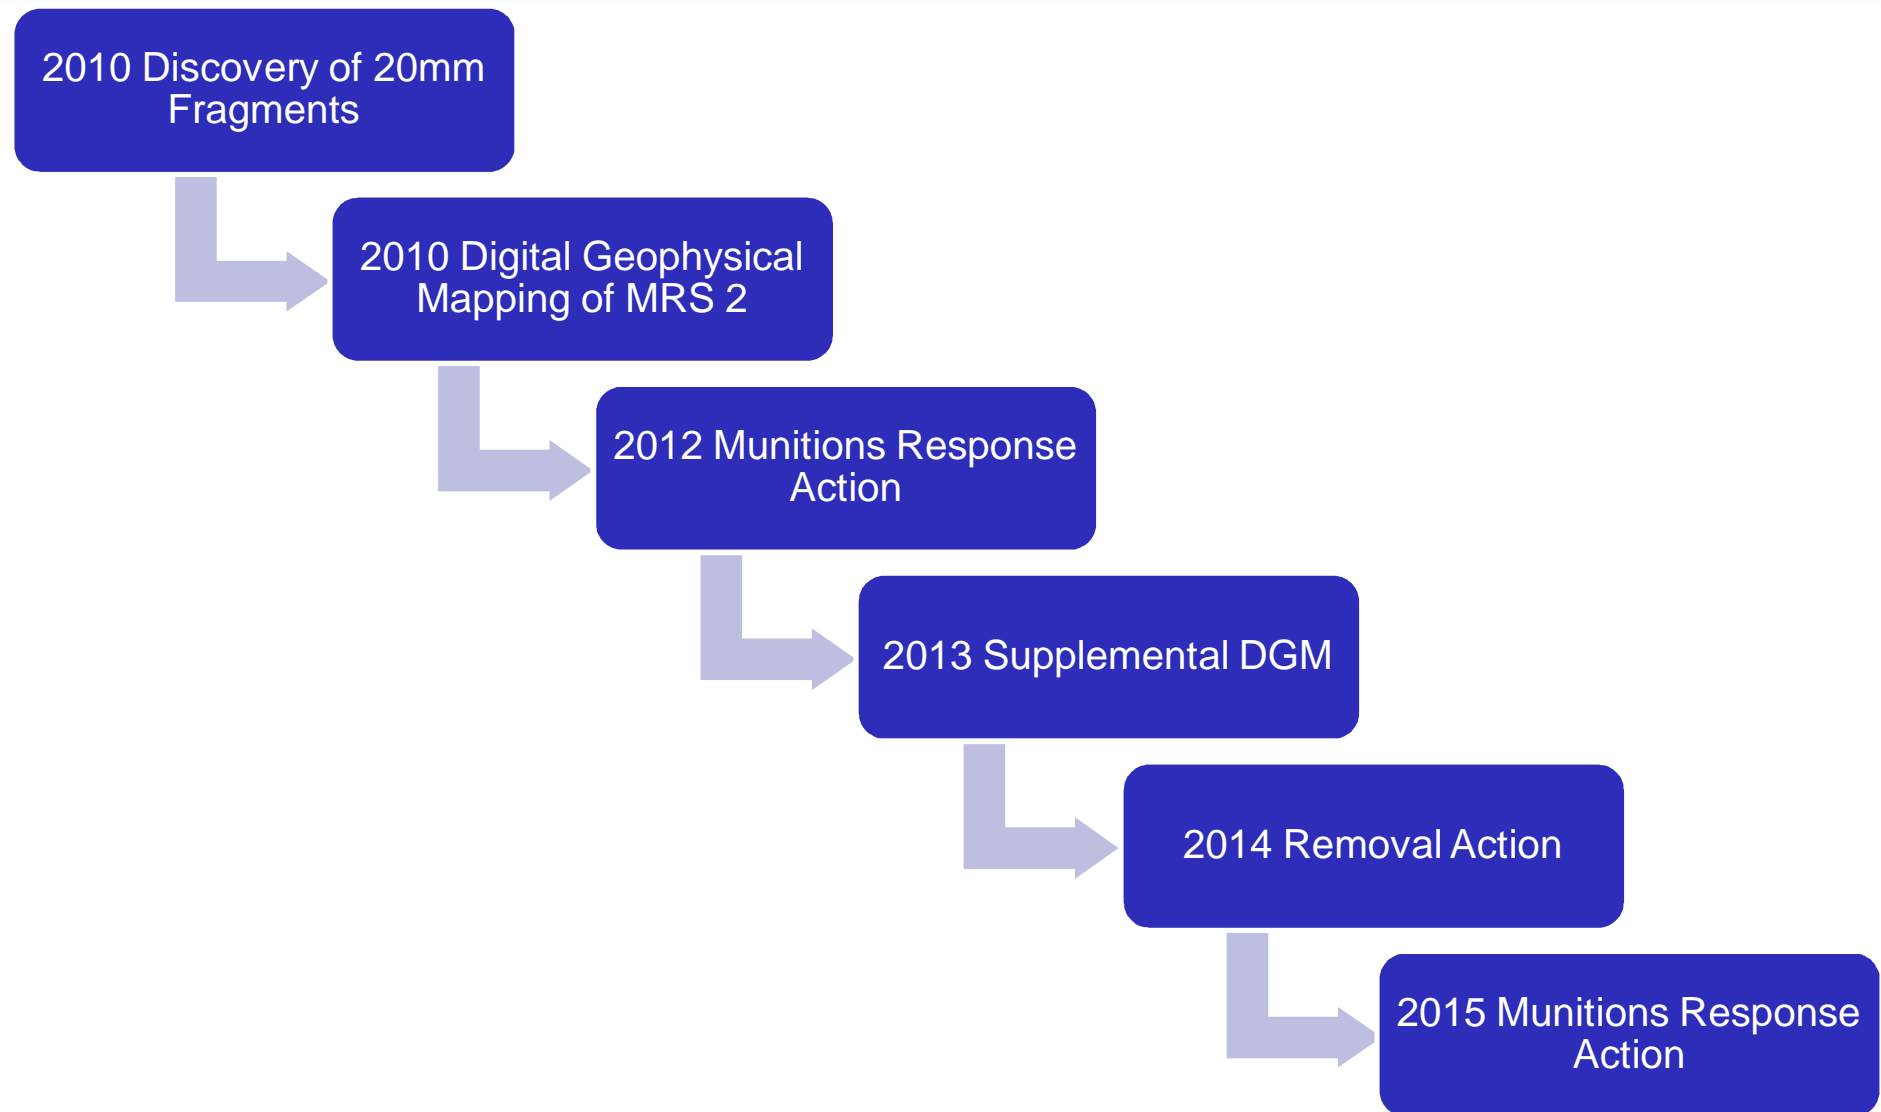 2010 Discovery of 20mm
Fragments
2010 Digital Geophysical
Mapping of MRS 2
2012 Munitions Response
Action
2013 Supplemental DGM
2014 Removal Action
2015 Munitions Response
Action